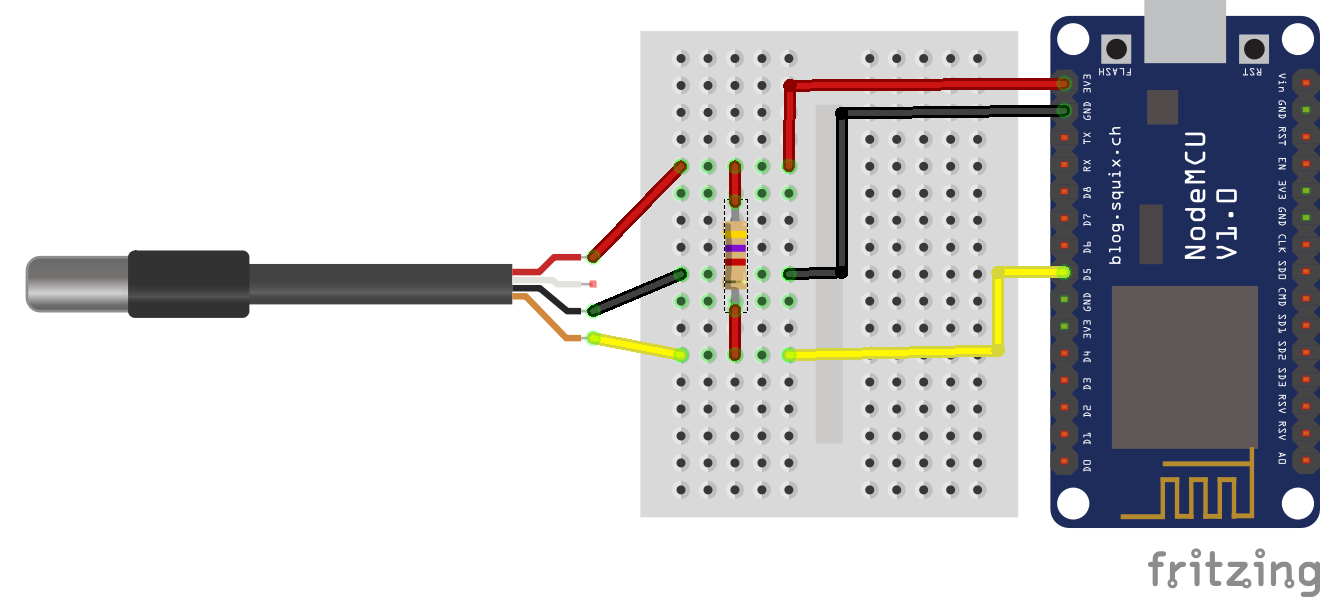 FLASH
RST
3V3
GND
TX
RX
D8
D7
D6
D5
GND
3V3
D4
D3
D2
D1
D0
blog.squix.ch
NodeMCU
V1.0
Vin
GND
RST
EN
3V3
GND
CLK
SD0
CMD
SD1
SD2
SD3
RSV
RSV
A0
fritzing